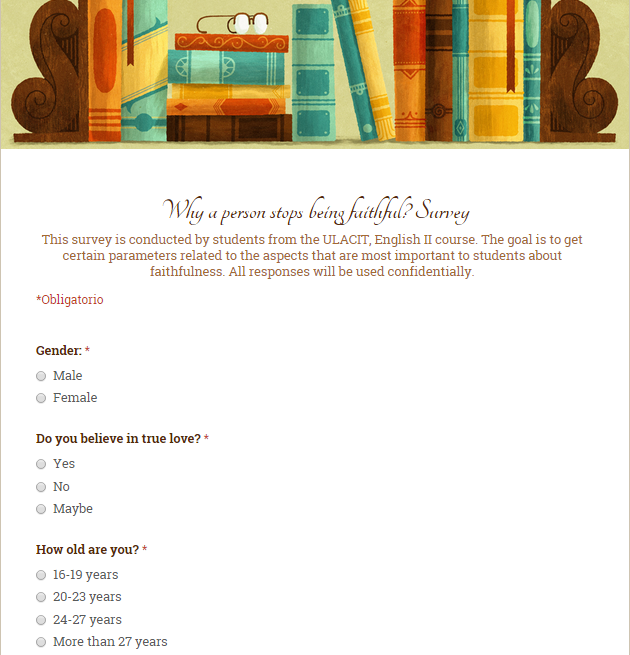 Why a person stops being faithful? Survey
This survey is conducted by students from the ULACIT, English II course. The goal is to get
certain parameters related to the aspects that are most important to students about
faithfulness. All responses will be used confidentially.
*Obligatorio
Gender: *
Male
Female
Do you believe in true love? *
Yes
No
Maybe
How old are you? *
16-19 years
20-23 years
24-27 years
More than 27 years